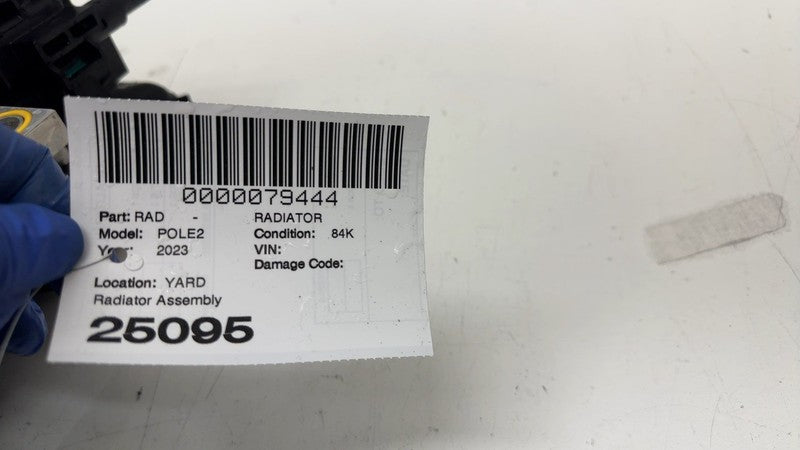 0000079444
Part: RAD - RADIATOR
Model: POLE2 Condition: 84K
Year: 2023 VIN:
Damage Code:
Location: YARD
Radiator Assembly
25095